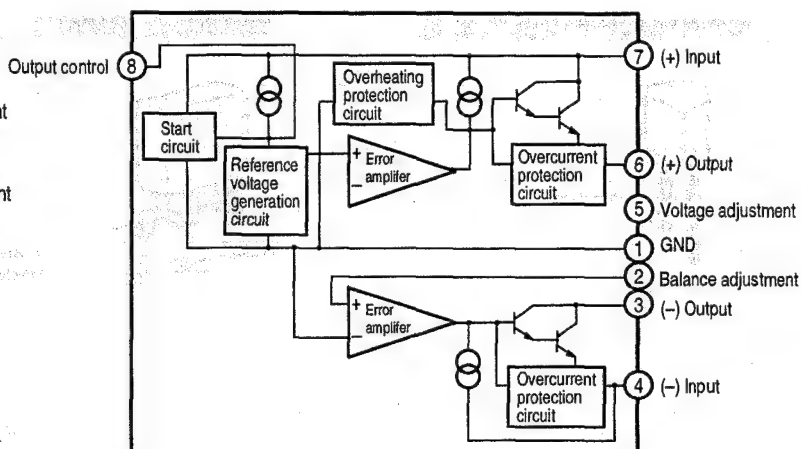 8
Output control
nt
nt
Start
circuit
Reference
voltage
generation
circuit
Overheating
protection
circuit
+
−
Error
amplifer
Overcurrent
protection
circuit
7
(+) Input
6
(+) Output
5
Voltage adjustment
1
GND
2
Balance adjustment
3
(−) Output
+
−
Error
amplifer
Overcurrent
protection
circuit
4
(−) Input